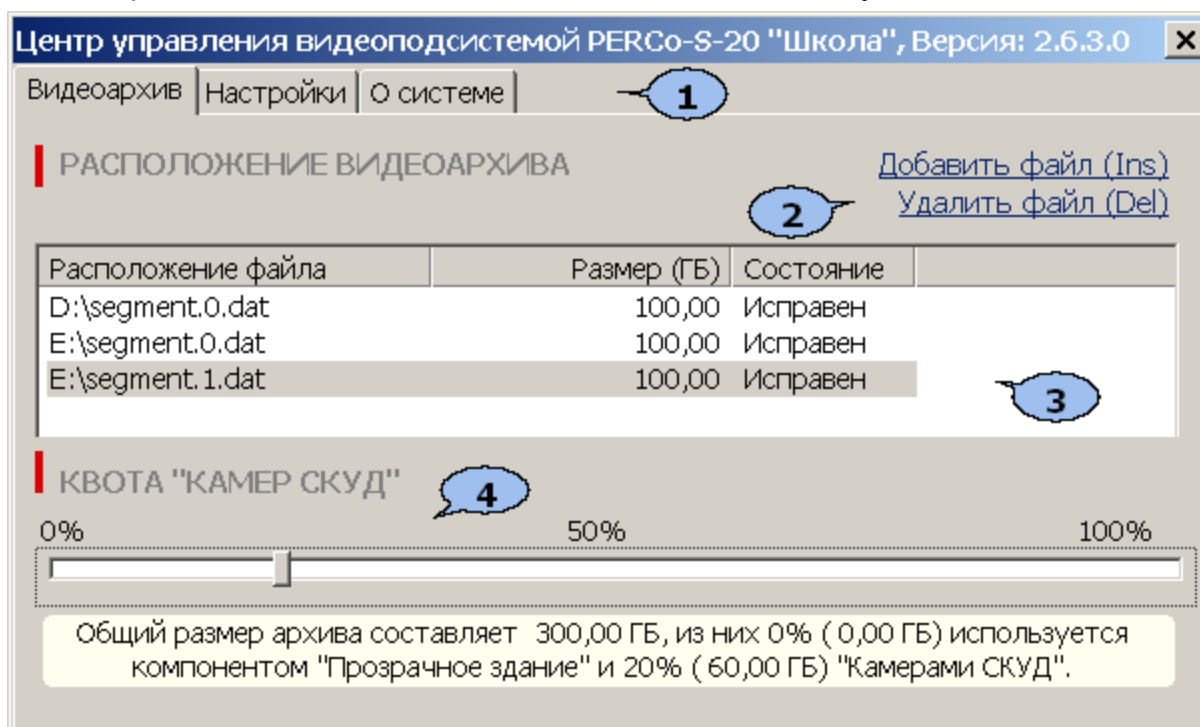 Центр управления видеоподсистемой PERCo-S-20 "Школа", Версия: 2.6.3.0
Видеоархив Настройки О системе 1
РАСПОЛОЖЕНИЕ ВИДЕОАРХИВА Добавить файл (Ins)
2 Удалить файл (Del)
Расположение файла Размер (ГБ) Состояние
D:\segment.0.dat 100,00 Исправен
E:\segment.0.dat 100,00 Исправен
E:\segment.1.dat 100,00 Исправен
3
КВОТА "КАМЕР СКУД" 4
0% 50% 100%
Общий размер архива составляет 300,00 ГБ, из них 0% ( 0,00 ГБ) используется
компонентом "Прозрачное здание" и 20% ( 60,00 ГБ) "Камерами СКУД".